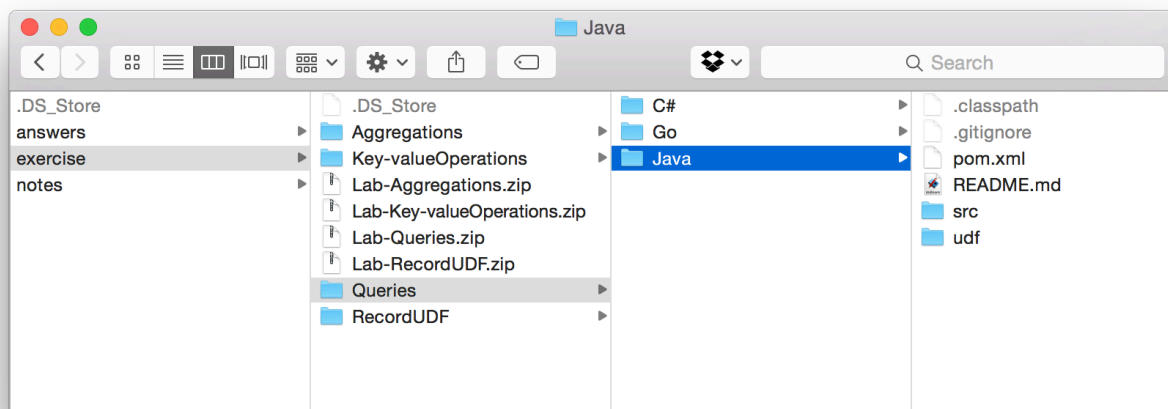 Java
Search
.DS_Store
answers
exercise
notes
.DS_Store
Aggregations
Key-valueOperations
Lab-Aggregations.zip
Lab-Key-valueOperations.zip
Lab-Queries.zip
Lab-RecordUDF.zip
Queries
RecordUDF
C#
Go
Java
.classpath
.gitignore
pom.xml
README.md
src
udf